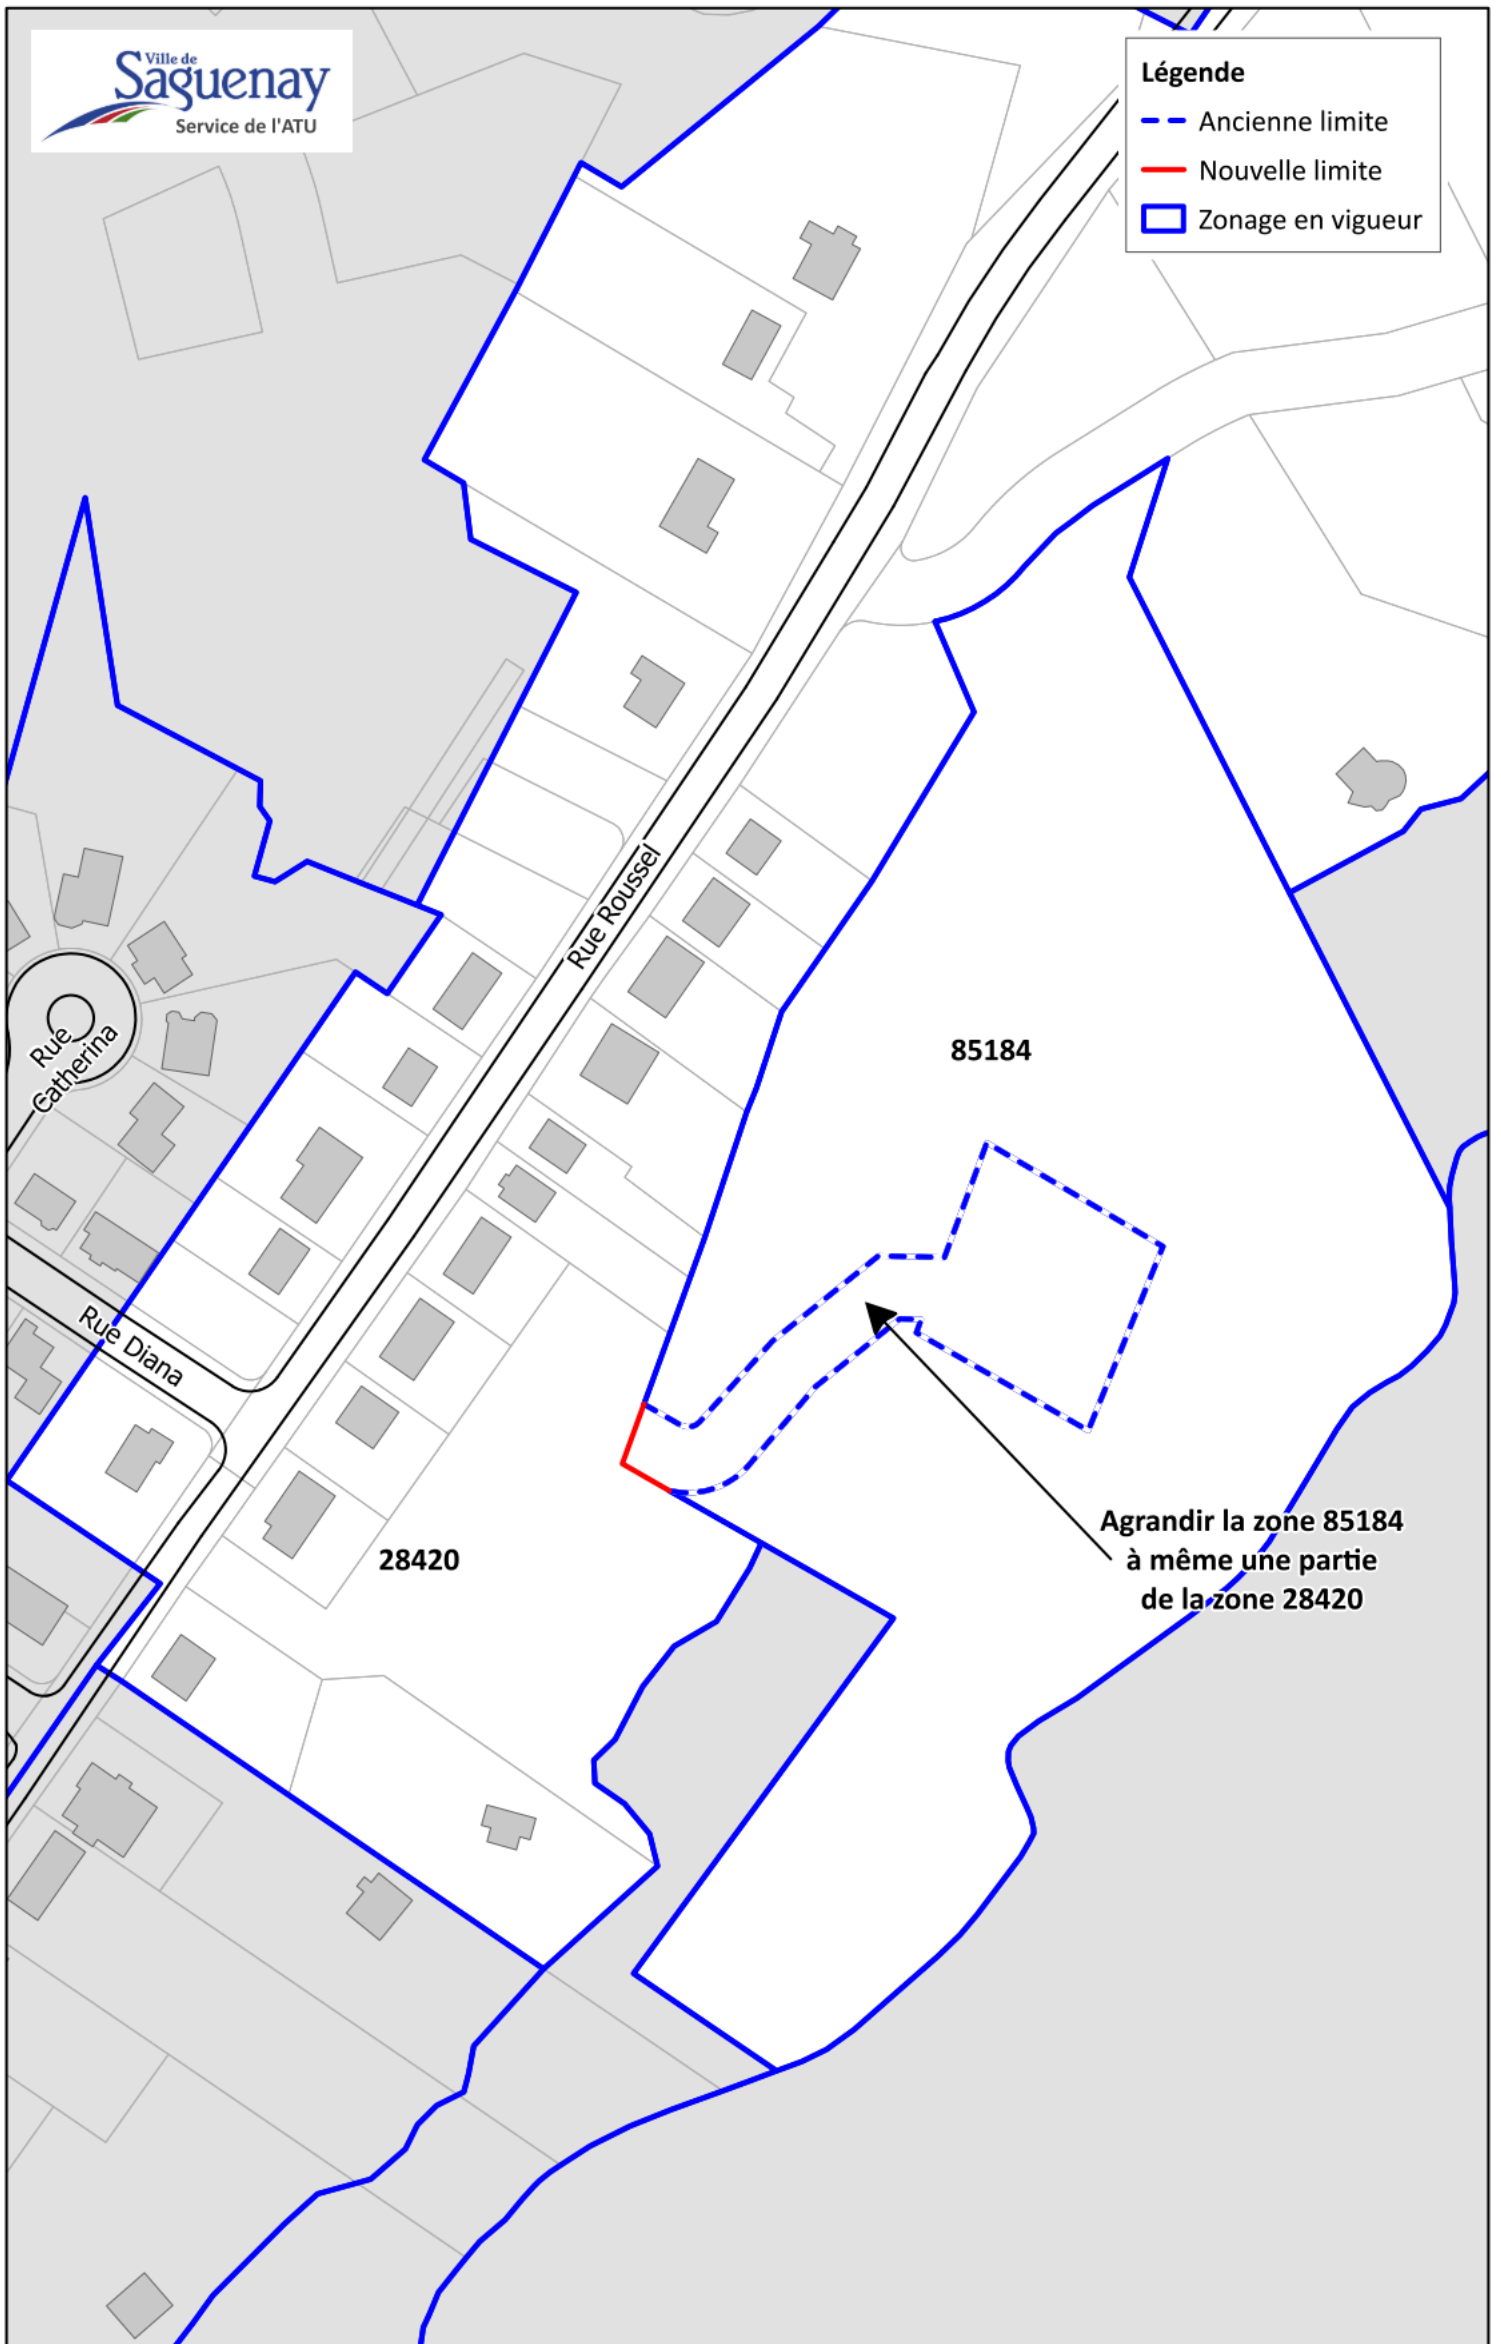 Ville de
Saguenay
Service de l'ATU
Légende
Ancienne limite
Nouvelle limite
Zonage en vigueur
Rue Roussel
Rue
Catherina
85184
Rue Diana
Agrandir la zone 85184
à même une partie
de la zone 28420
28420